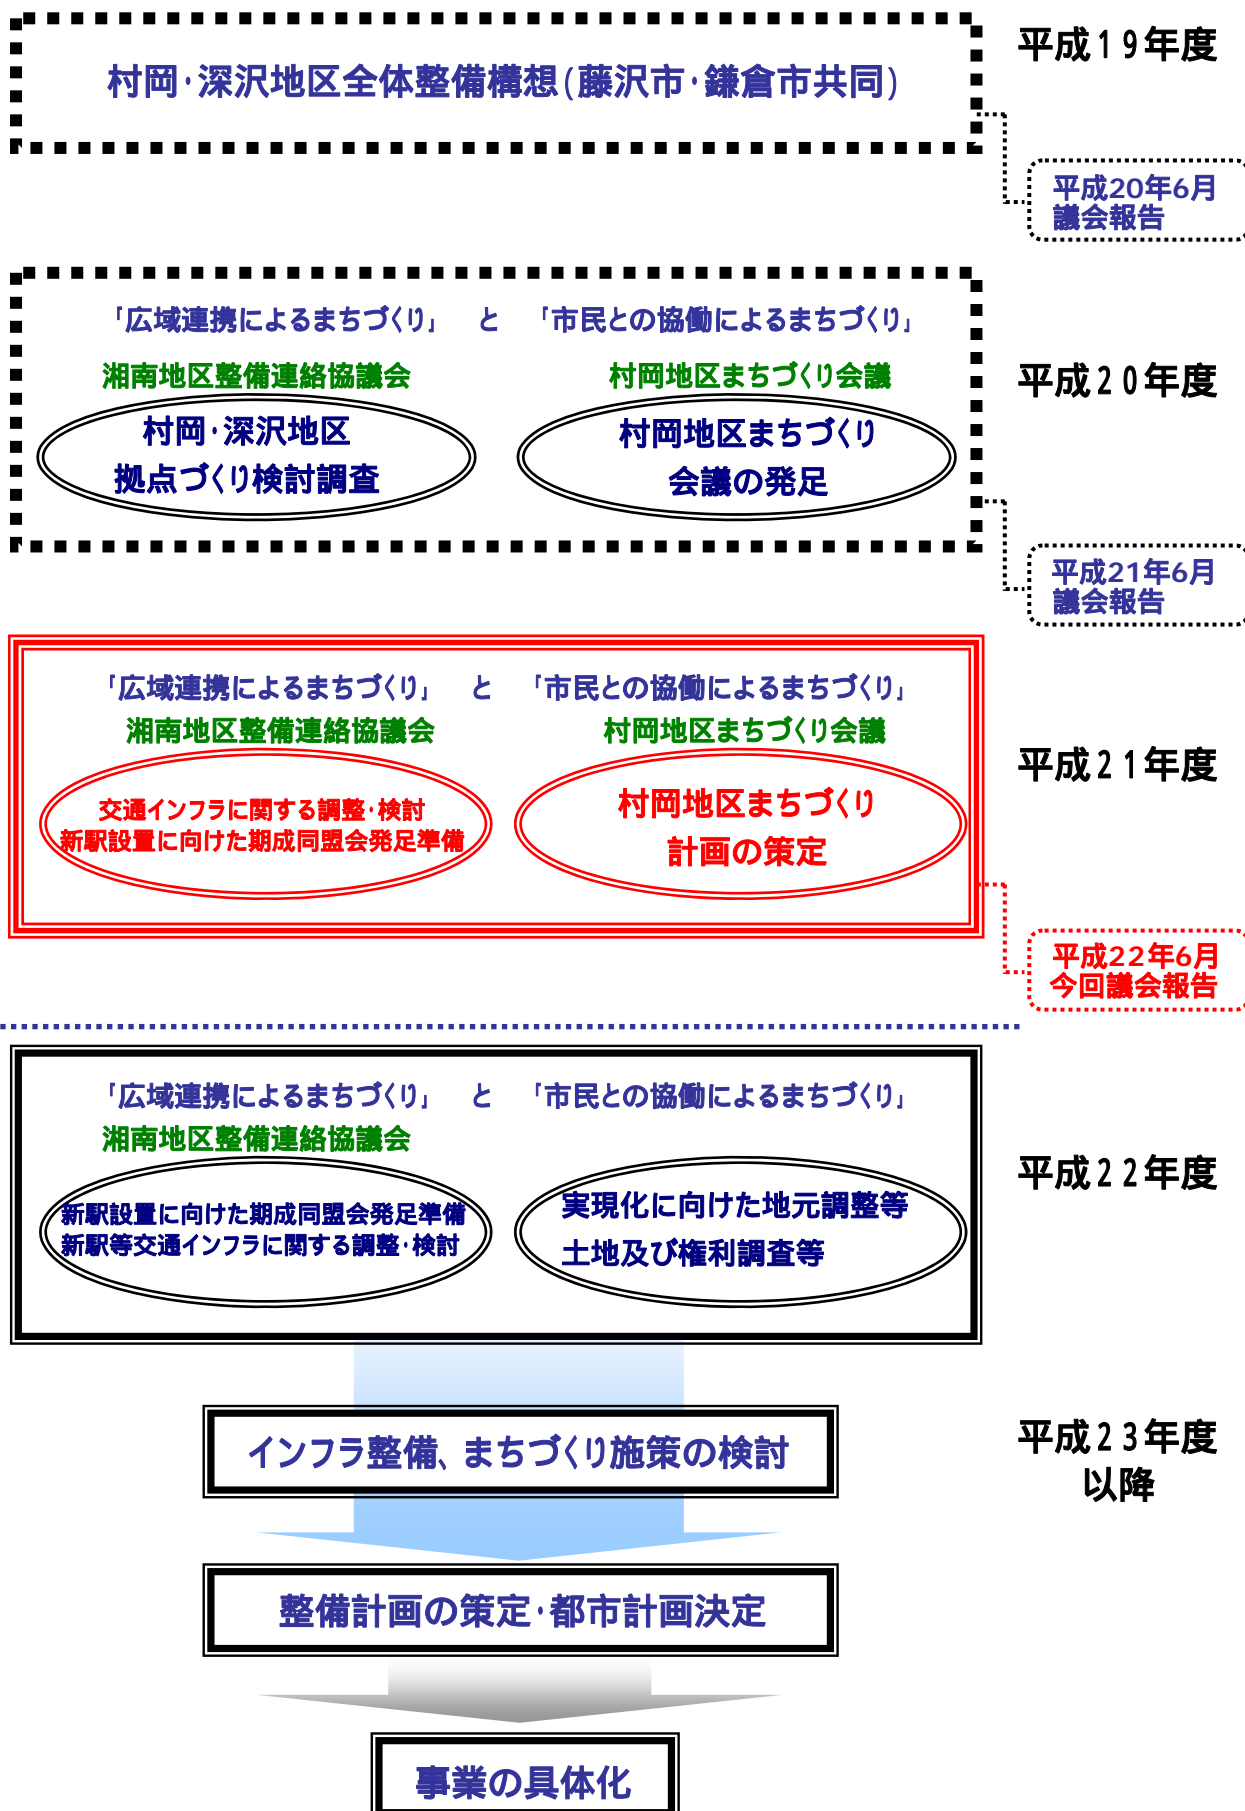 平成19年度
村岡・深沢地区全体整備構想(藤沢市・鎌倉市共同)
平成20年6月
議会報告
「広域連携によるまちづくり」 と 「市民との協働によるまちづくり」
湘南地区整備連絡協議会
村岡地区まちづくり会議
平成20年度
村岡・深沢地区
拠点づくり検討調査
村岡地区まちづくり
会議の発足
平成21年6月
議会報告
「広域連携によるまちづくり」 と 「市民との協働によるまちづくり」
湘南地区整備連絡協議会
村岡地区まちづくり会議
平成21年度
交通インフラに関する調整・検討
新駅設置に向けた期成同盟会発足準備
村岡地区まちづくり
計画の策定
平成22年6月
今回議会報告
「広域連携によるまちづくり」 と 「市民との協働によるまちづくり」
湘南地区整備連絡協議会
平成22年度
新駅設置に向けた期成同盟会発足準備
新駅等交通インフラに関する調整・検討
実現化に向けた地元調整等
土地及び権利調査等
平成23年度
以降
インフラ整備、まちづくり施策の検討
整備計画の策定・都市計画決定
事業の具体化